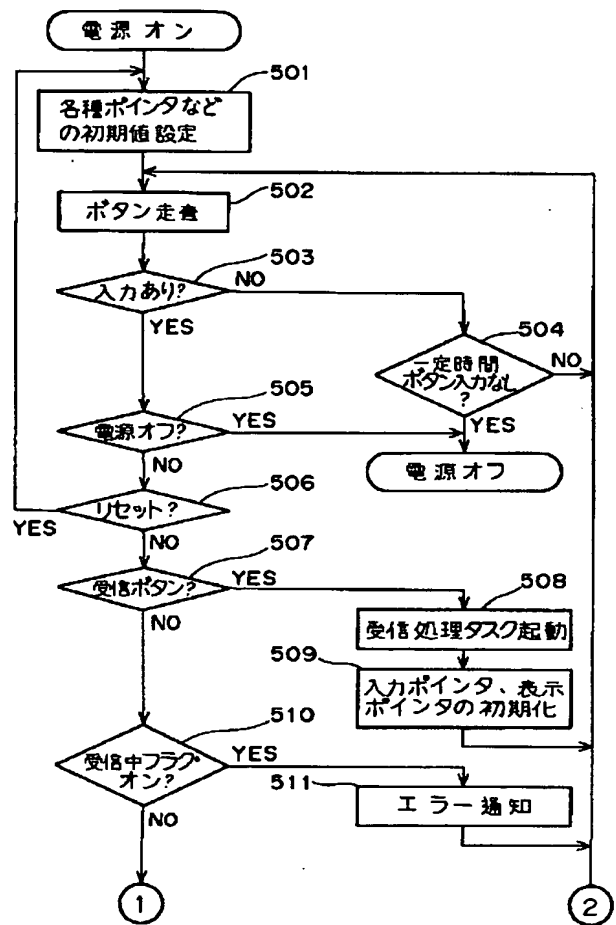 電源オン
501
各種ポインタなど
の初期値設定
502
ボタン走査
503
入力あり?
NO
YES
504
一定時間
ボタン入力なし
?
NO
YES
505
電源オフ?
YES
NO
電源オフ
506
リセット?
YES
NO
507
受信ボタン?
YES
NO
508
受信処理タスク起動
509
入力ポインタ、表示
ポインタの初期化
510
受信中フラグ
オン?
YES
NO
511
エラー通知
1
2